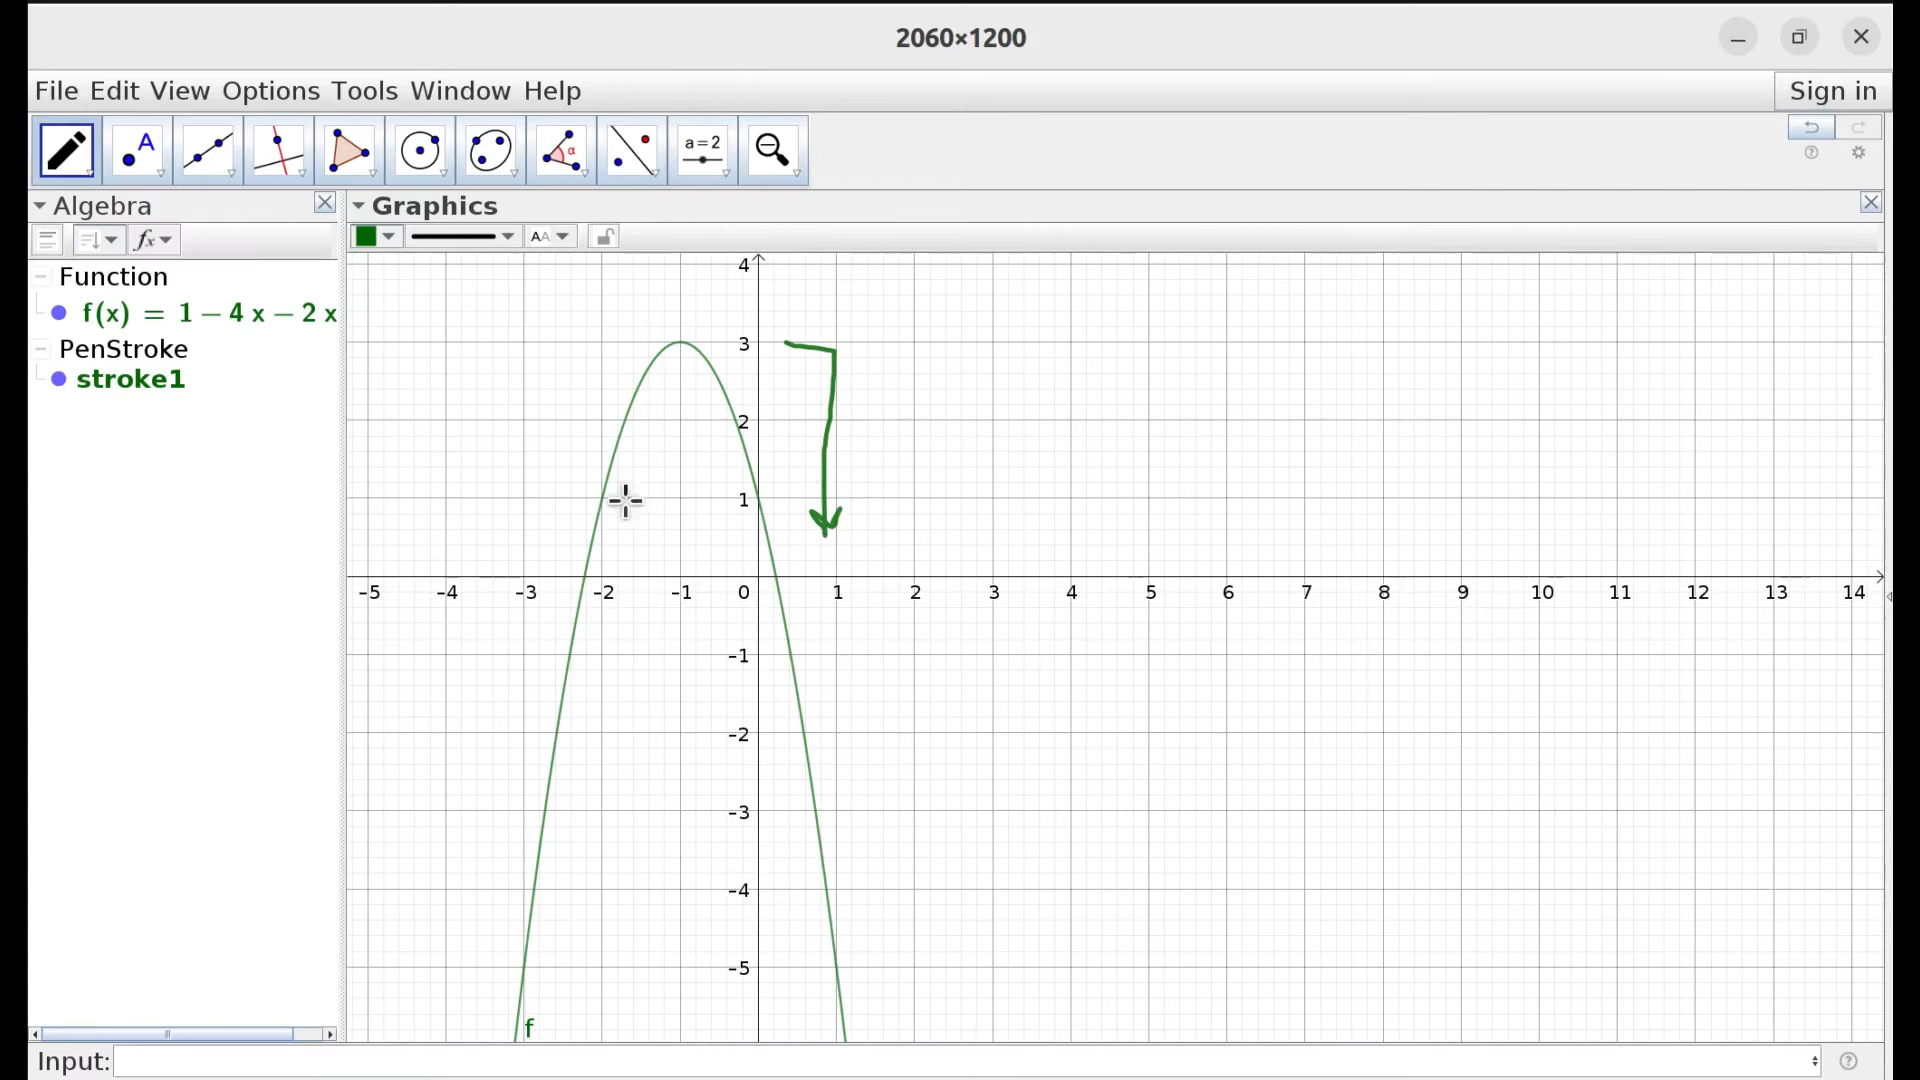 2060×1200
File Edit View Options Tools Window Help
Sign in
A
α
a=2
Algebra
Graphics
fx
AA
Function
f(x) = 1 − 4 x − 2 x
PenStroke
stroke1
4
3
2
1
-5 -4 -3 -2 -1 0 1 2 3 4 5 6 7 8 9 10 11 12 13 14
-1
-2
-3
-4
-5
f
Input: